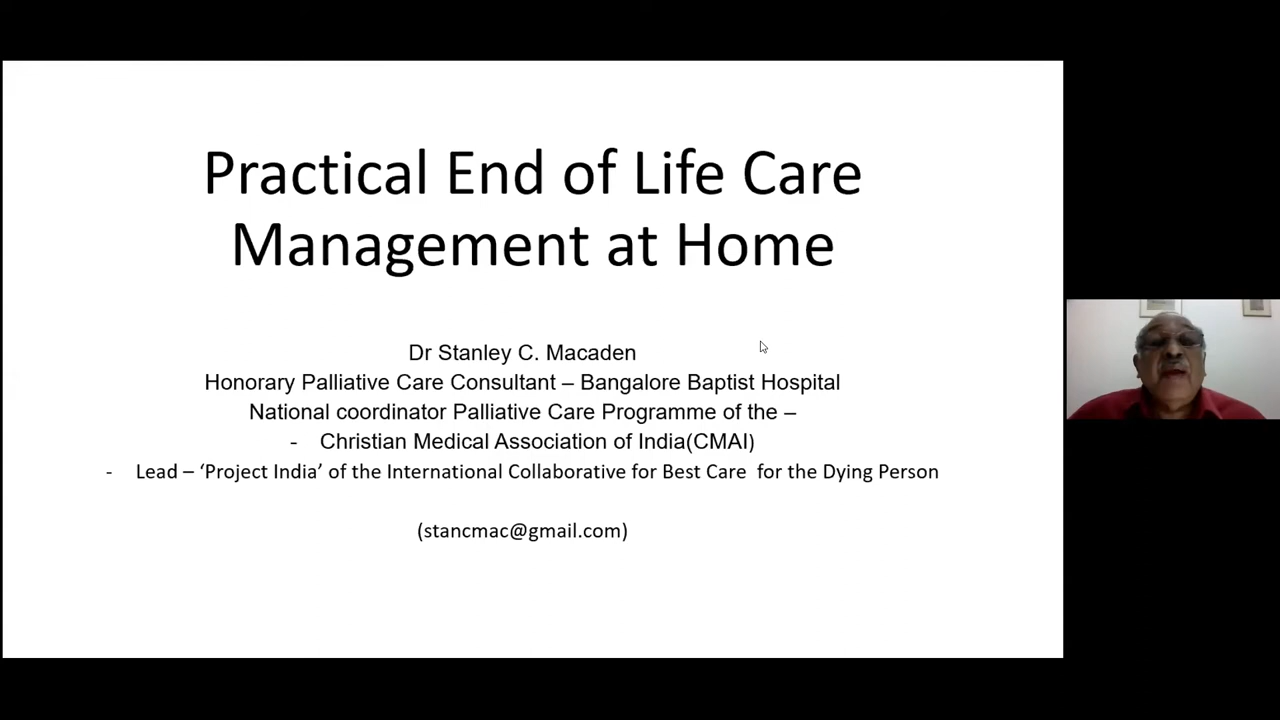 Practical End of Life Care
Management at Home
Dr Stanley C. Macaden
Honorary Palliative Care Consultant – Bangalore Baptist Hospital
National coordinator Palliative Care Programme of the –
- Christian Medical Association of India(CMAI)
- Lead – ‘Project India’ of the International Collaborative for Best Care for the Dying Person
(stancmac@gmail.com)